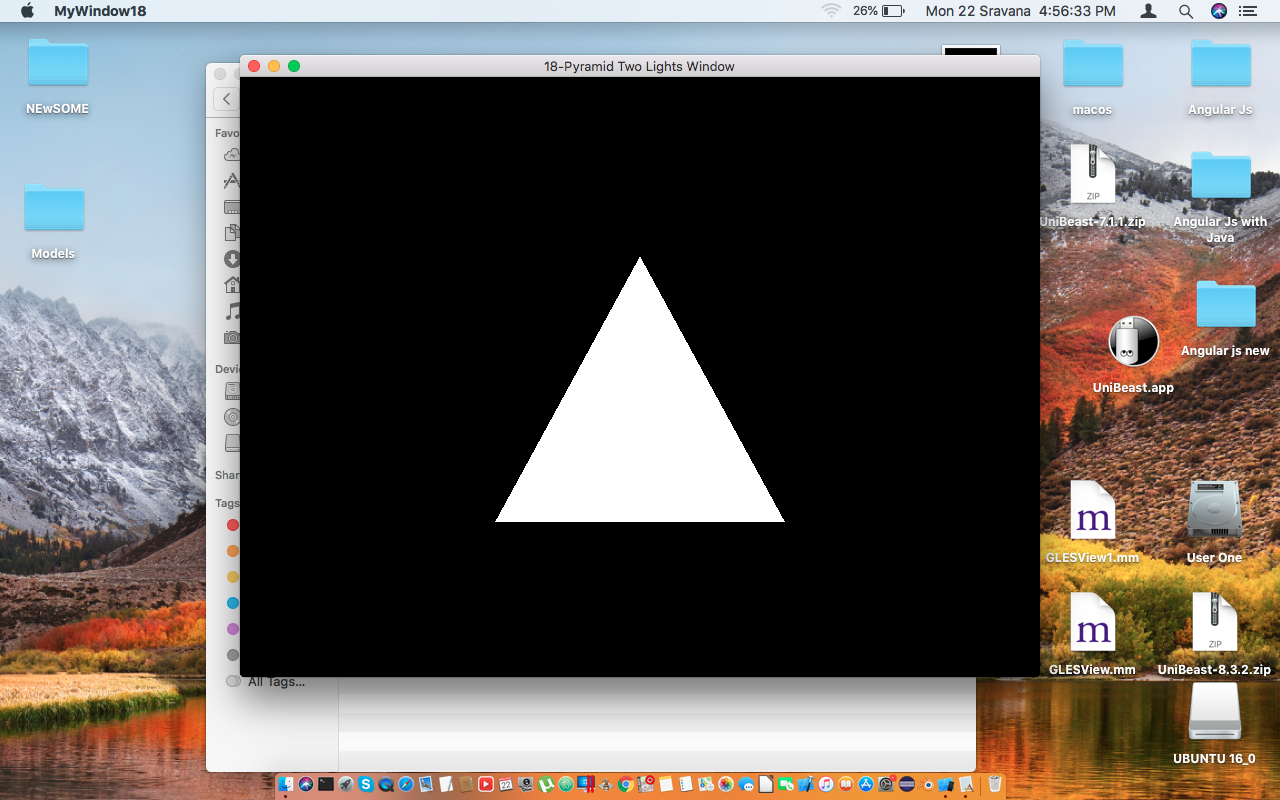 MyWindow18
26%
Mon 22 Sravana 4:56:33 PM
18-Pyramid Two Lights Window
NEwSOME
Models
Favo
Devi
Shar
Tags
All Tags...
macos
Angular Js
ZIP
UniBeast-7.1.1.zip
Angular Js with
Java
UniBeast.app
Angular js new
m
GLESView1.mm
User One
m
GLESView.mm
ZIP
UniBeast-8.3.2.zip
UBUNTU 16_0
22